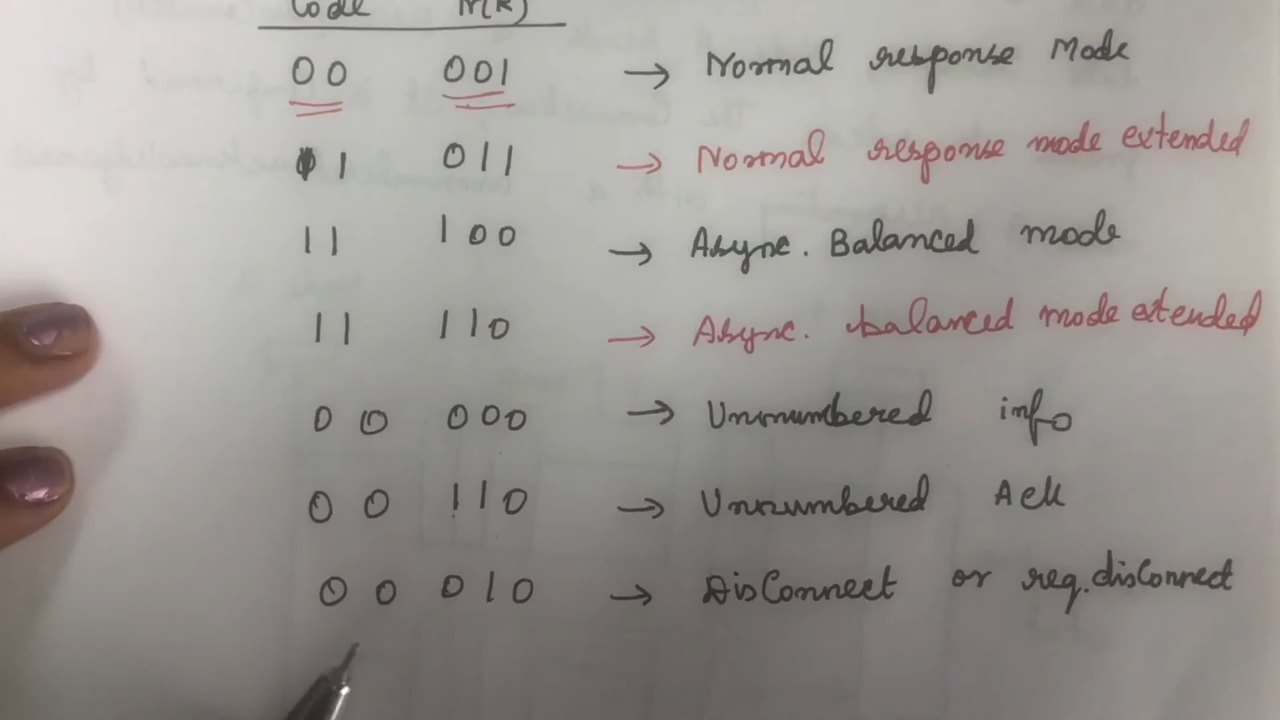 Code N(R)
00 001 → Normal response Mode
11 011 → Normal response mode extended
11 100 → Async. Balanced mode
11 110 → Async. balanced mode extended
00 000 → Unnumbered info
00 110 → Unnumbered Ack
00 010 → DisConnect or req. disConnect